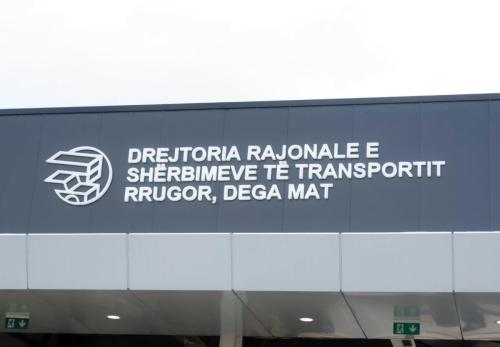 DREJTORIA RAJONALE E
SHËRBIMEVE TË TRANSPORTIT
RRUGOR, DEGA MAT